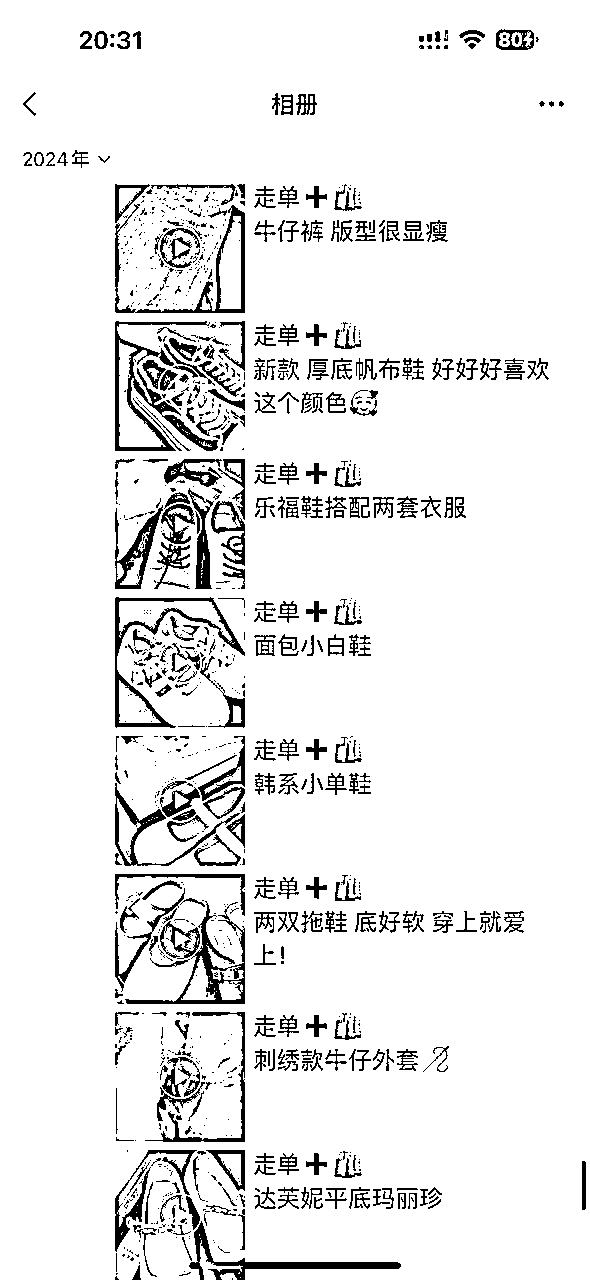 20:31
80
相册
2024年
走单➕🛍
牛仔裤 版型很显瘦
走单➕🛍
新款 厚底帆布鞋 好好好喜欢
这个颜色🥰
走单➕🛍
乐福鞋搭配两套衣服
走单➕🛍
面包小白鞋
走单➕🛍
韩系小单鞋
走单➕🛍
两双拖鞋 底好软 穿上就爱
上!
走单➕🛍
刺绣款牛仔外套🪡
走单➕🛍
达芙妮平底玛丽珍